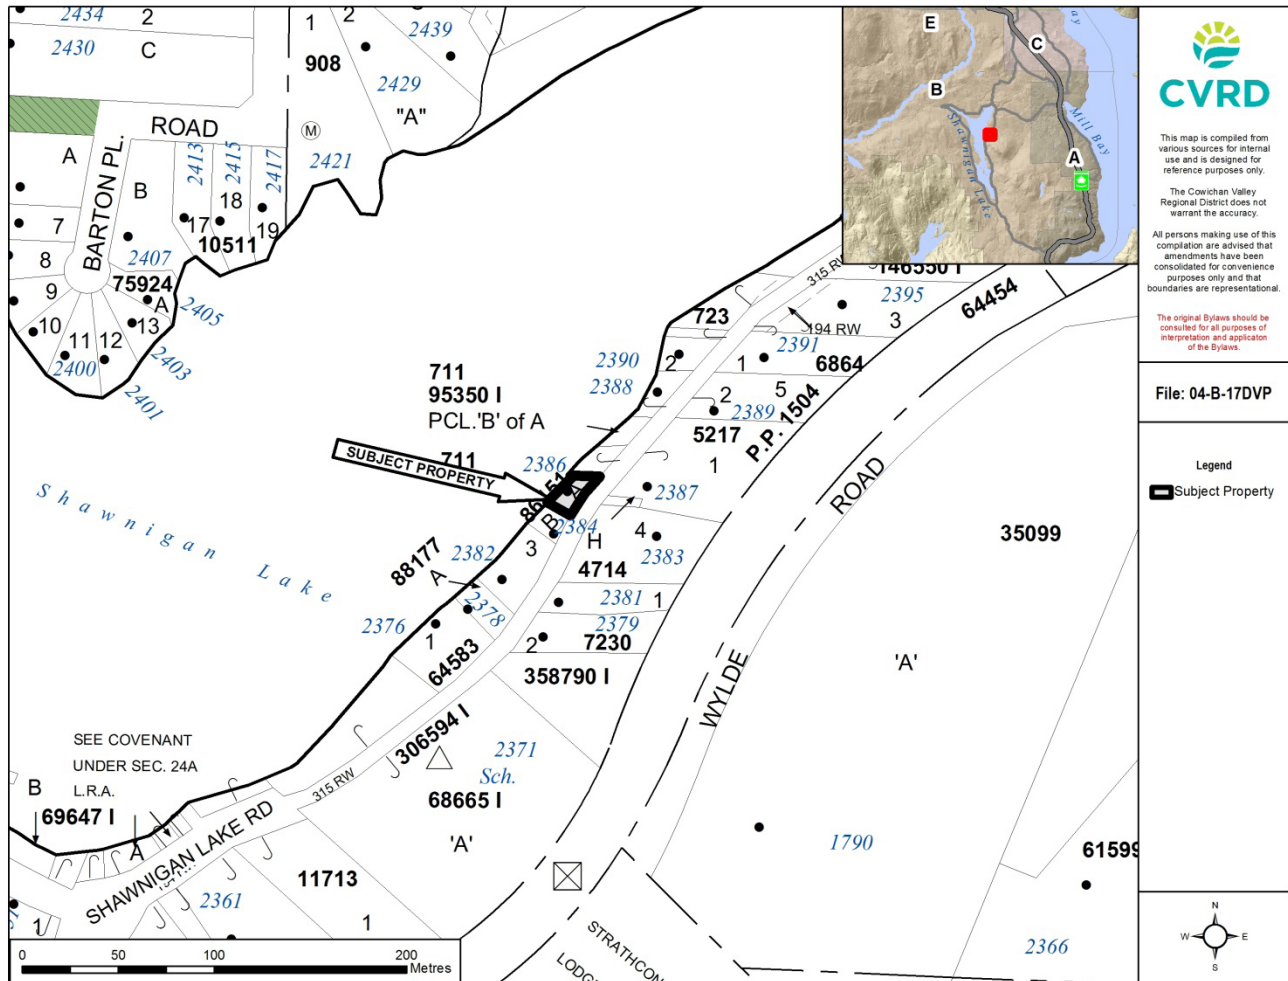 2434
2
2430
C
1
2
2439
908
2429
"A"
ROAD
M
2421
A
B
2413
2415
2417
17
18
19
10511
BARTON PL.
7
8
9
10
11
12
13
2407
75924
A
2405
2403
2400
2401
711
95350 I
PCL.'B' of A
711
SUBJECT PROPERTY
2386
A
B
2384
H
3
2382
88177
A
2378
2376
1
64583
Shawnigan Lake
723
2390
2
2388
315 RW
146550 I
2395
194 RW
3
2391
1
6864
5
2
2389
5217
1
P.P. 1504
64454
2387
4
2383
4714
2381
1
2379
7230
2
358790 I
306594 I
2371
Sch.
68665 I
'A'
315 RW
WYLDE
ROAD
35099
'A'
1790
61599
2366
SEE COVENANT
UNDER SEC. 24A
L.R.A.
B
69647 I
A
SHAWNIGAN LAKE RD
11713
2361
1
1
STRATHCON
0 50 100 200
Metres
E
C
B
A
Shawnigan Lake
Mill Bay
CVRD
This map is compiled from
various sources for internal
use and is designed for
reference purposes only.
The Cowichan Valley
Regional District does not
warrant the accuracy.
All persons making use of this
compilation are advised that
amendments have been
consolidated for convenience
purposes only and that
boundaries are representational.
The original Bylaws should be
consulted for all purposes of
interpretation and applicaton
of the Bylaws.
File: 04-B-17DVP
Legend
Subject Property
N
W
E
S